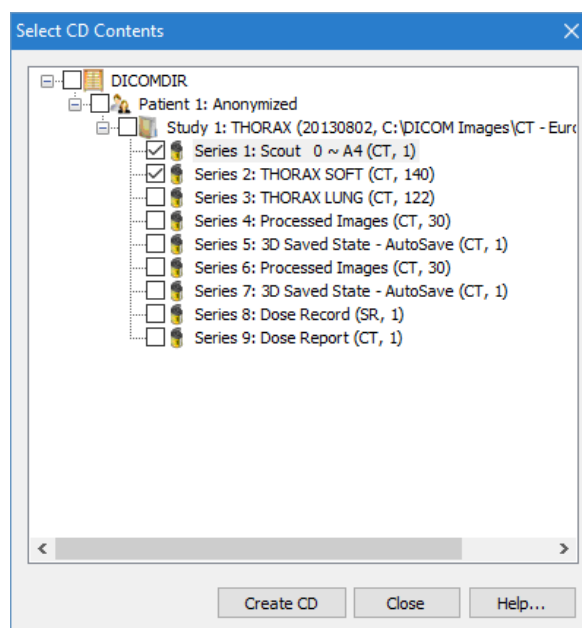 Select CD Contents
DICOMDIR
Patient 1: Anonymized
Study 1: THORAX (20130802, C:\DICOM Images\CT - Euro
Series 1: Scout   0 ~ A4 (CT, 1)
Series 2: THORAX SOFT (CT, 140)
Series 3: THORAX LUNG (CT, 122)
Series 4: Processed Images (CT, 30)
Series 5: 3D Saved State - AutoSave (CT, 1)
Series 6: Processed Images (CT, 30)
Series 7: 3D Saved State - AutoSave (CT, 1)
Series 8: Dose Record (SR, 1)
Series 9: Dose Report (CT, 1)
Create CD Close Help...